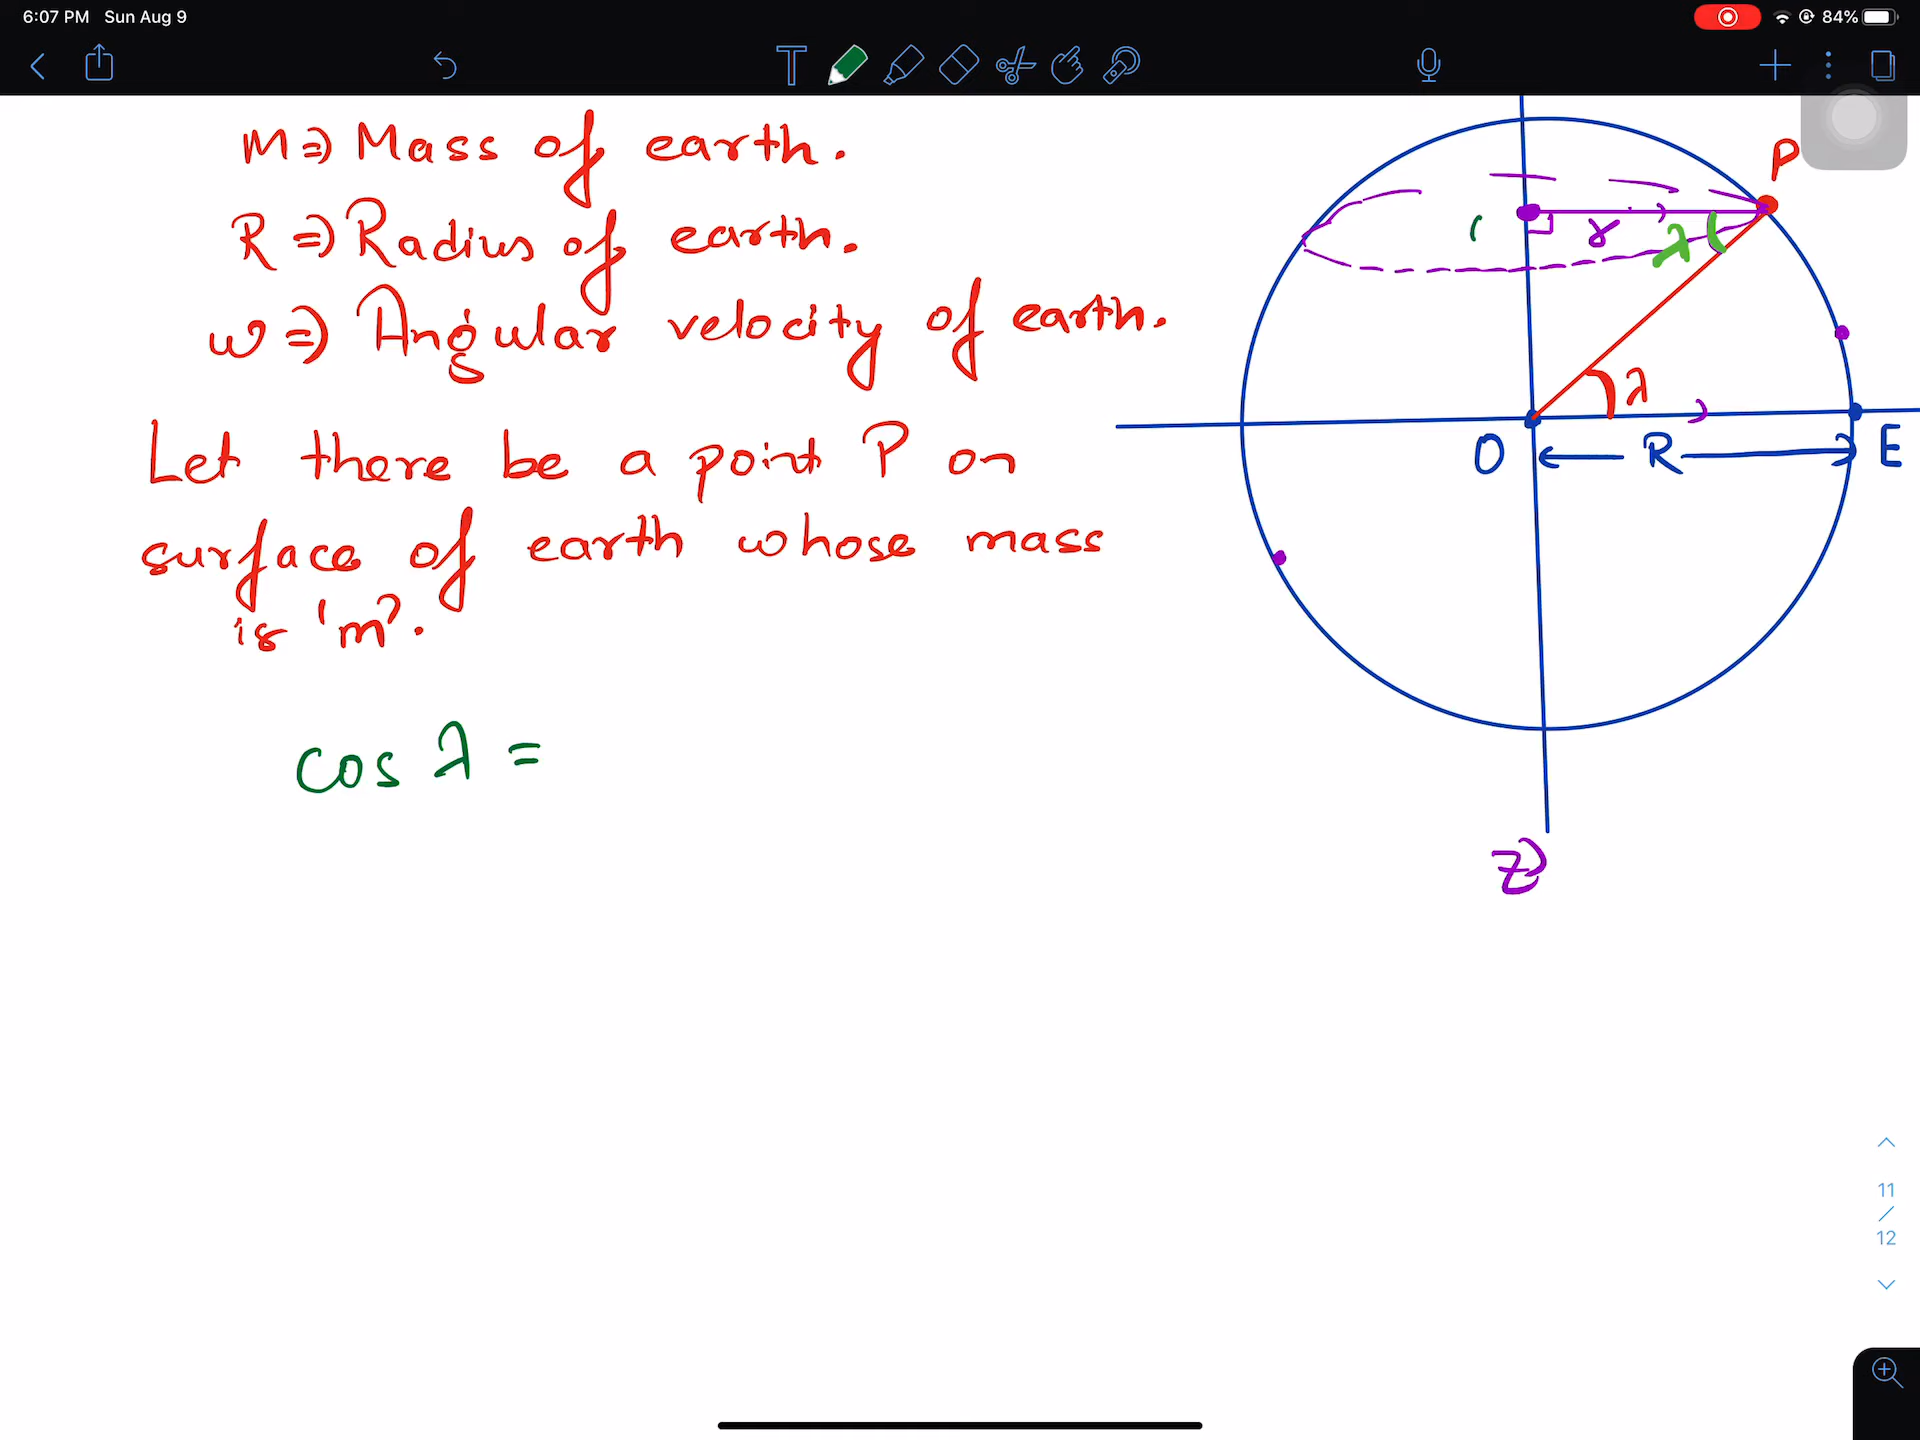 6:07 PM Sun Aug 9
84%
M ⇒ Mass of earth.
R ⇒ Radius of earth.
ω ⇒ Angular velocity of earth.
Let there be a point P on
surface of earth whose mass
is 'm'.
cos λ =
P
r
λ
λ
O
R
E
11
/
12